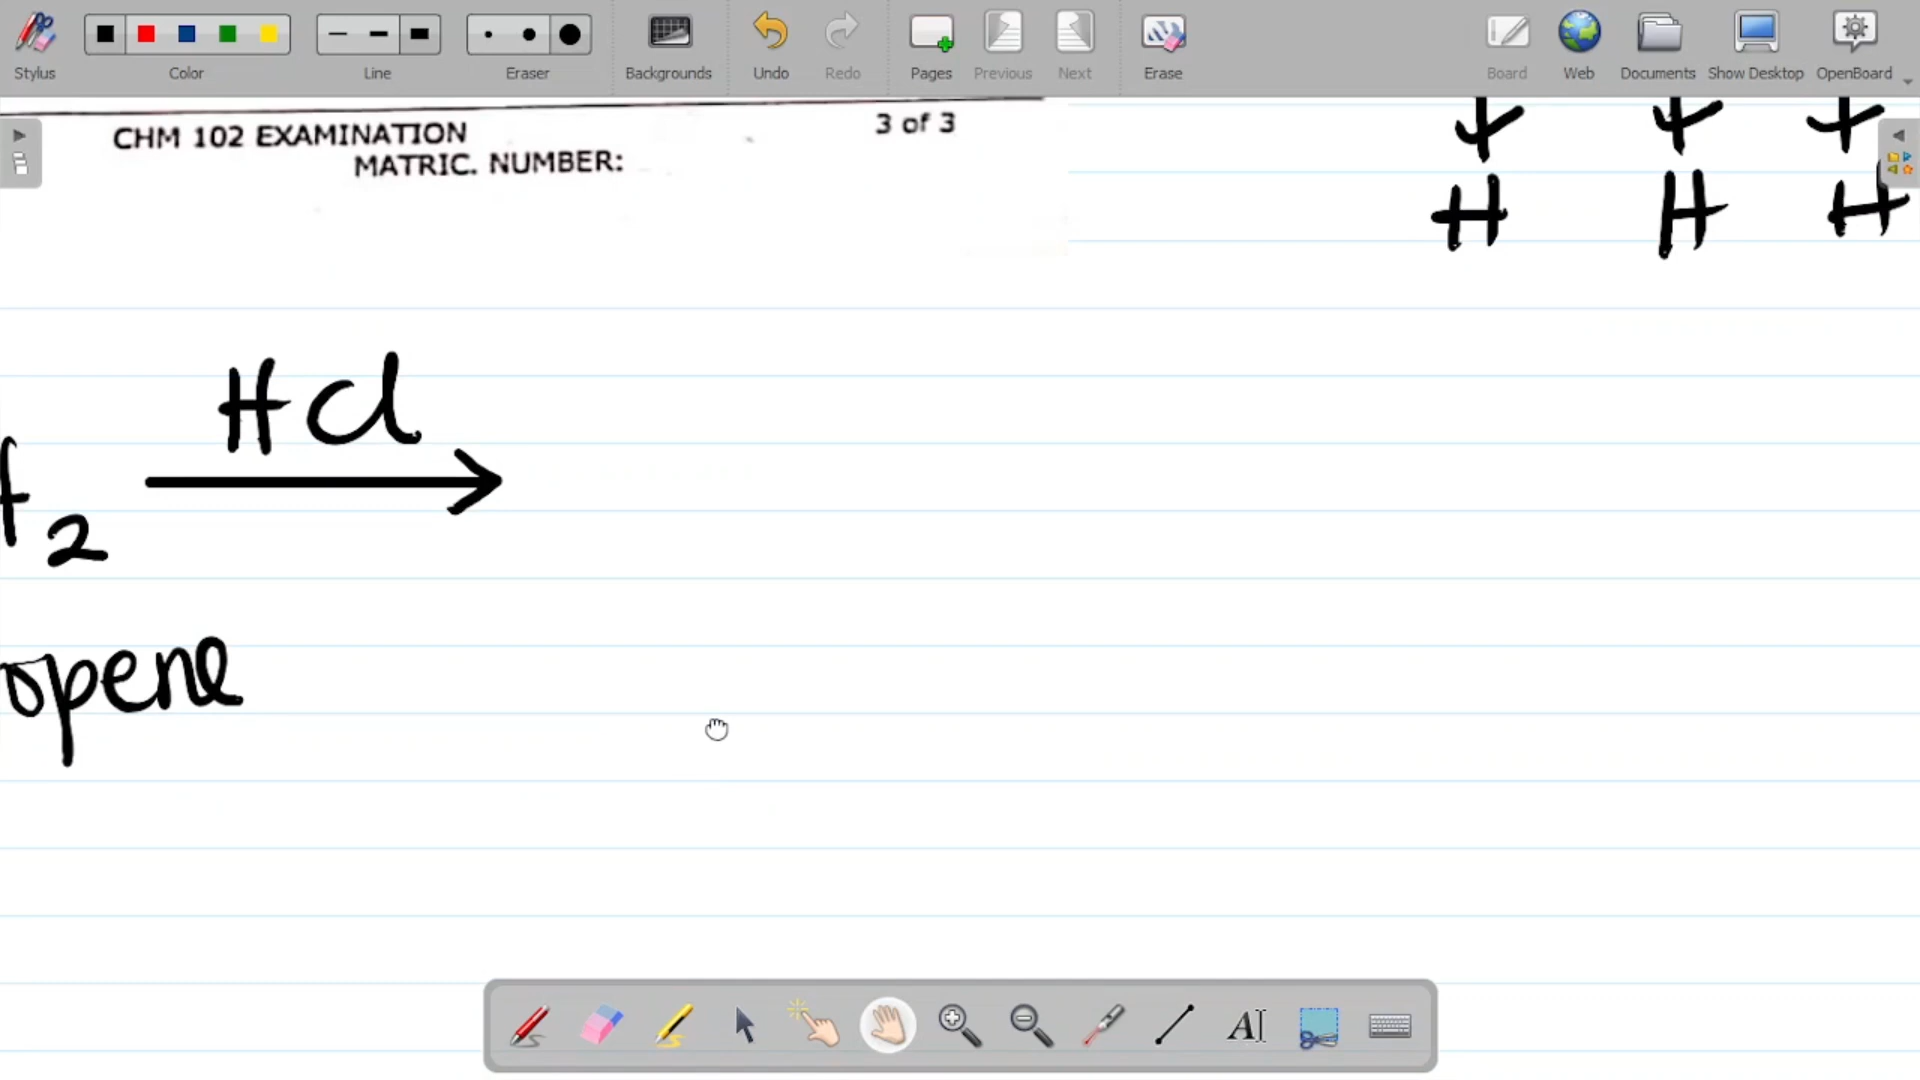 Stylus Color Line Eraser Backgrounds Undo Redo Pages Previous Next Erase Board Web Documents Show Desktop OpenBoard
CHM 102 EXAMINATION 3 of 3
MATRIC. NUMBER:
H H H
HCl
2
opene